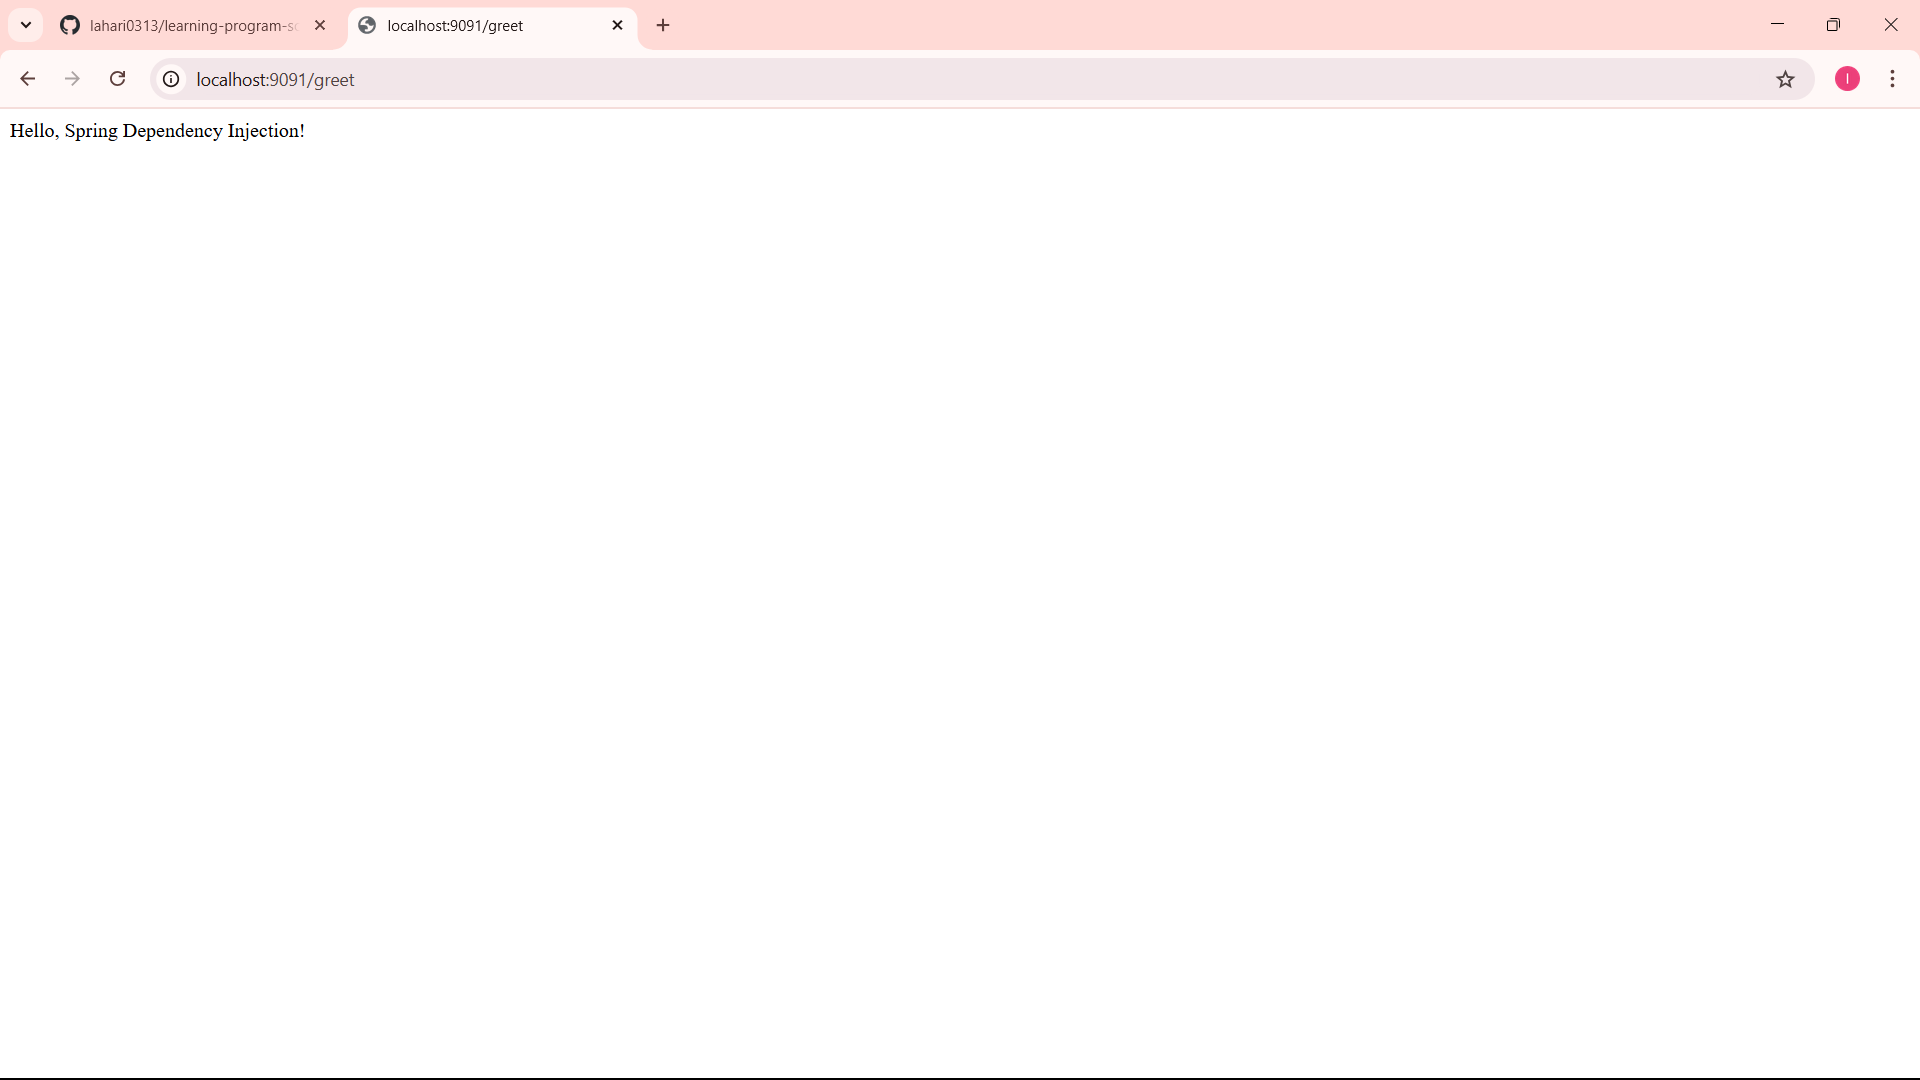 lahari0313/learning-program-s
localhost:9091/greet
localhost:9091/greet
I
Hello, Spring Dependency Injection!